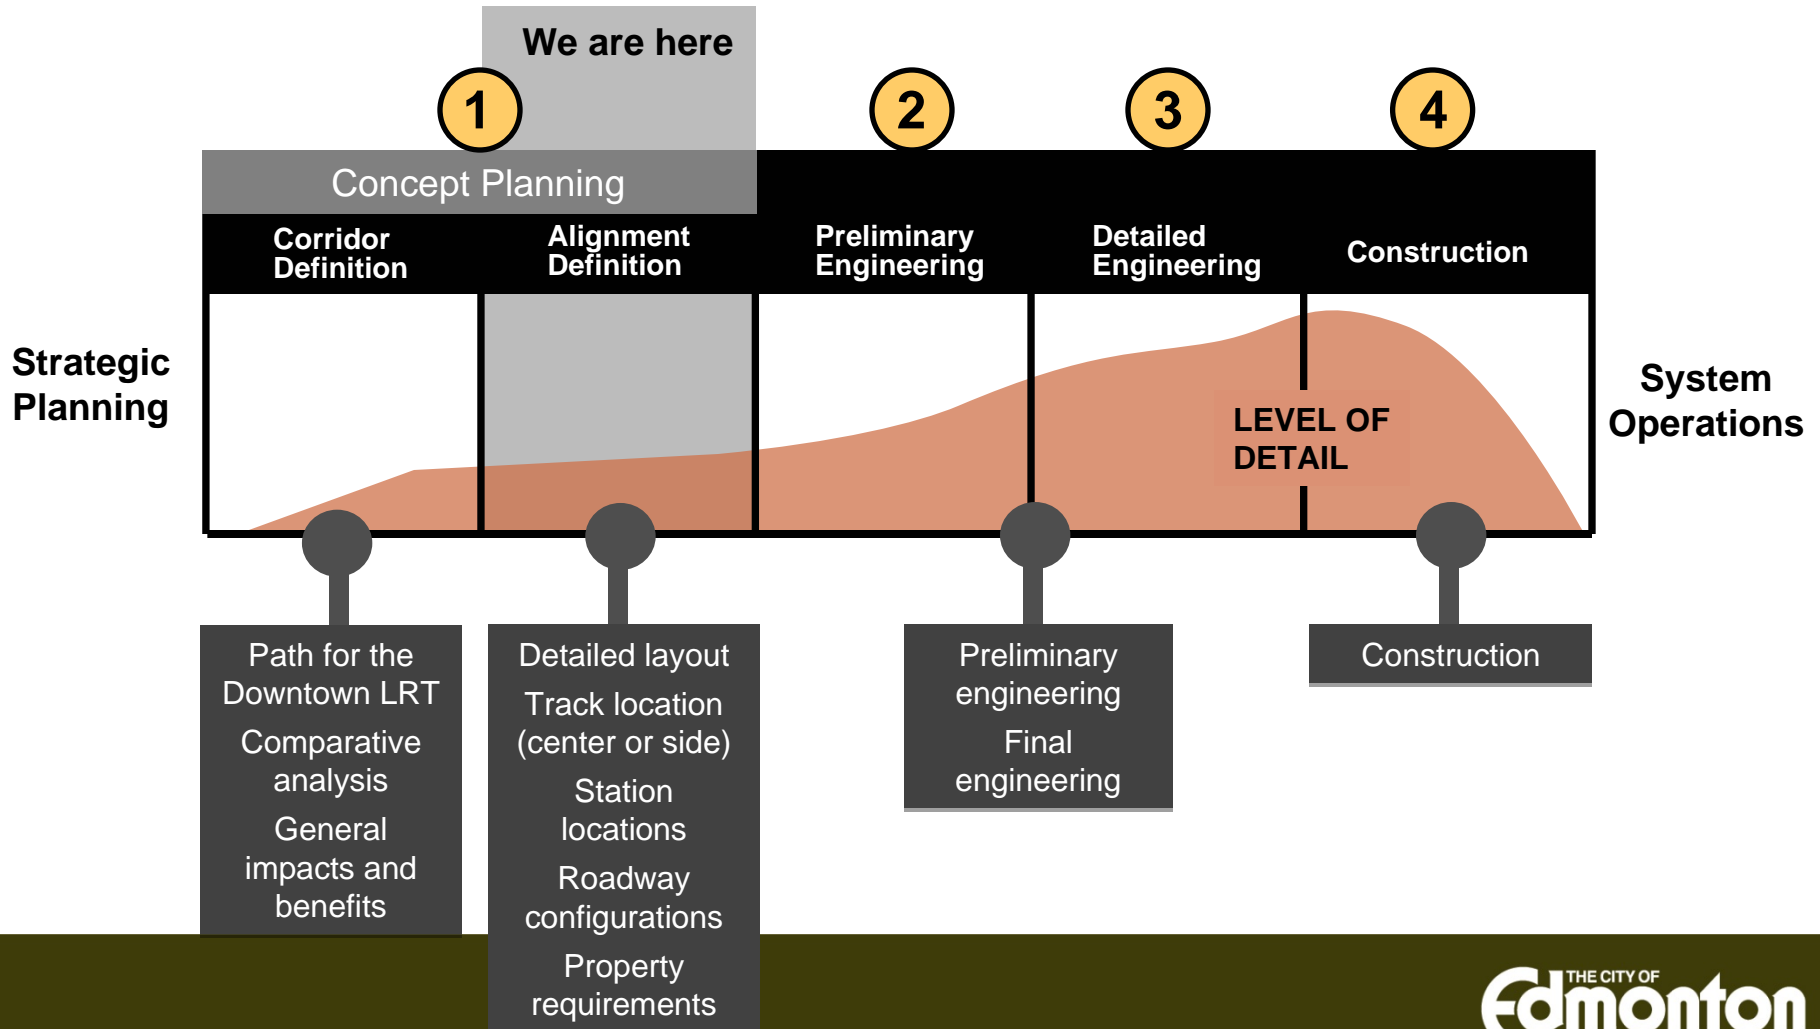 We are here
1
2
3
4
Concept Planning
Corridor
Definition
Alignment
Definition
Preliminary
Engineering
Detailed
Engineering
Construction
Strategic
Planning
LEVEL OF
DETAIL
System
Operations
Path for the
Downtown LRT
Comparative
analysis
General
impacts and
benefits
Detailed layout
Track location
(center or side)
Station
locations
Roadway
configurations
Property
requirements
Preliminary
engineering
Final
engineering
Construction
THE CITY OF
Edmonton